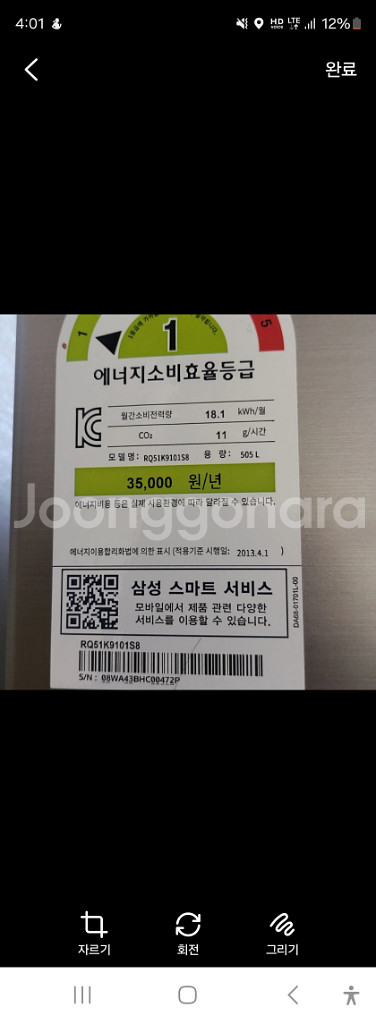 4:01
HD VOICE LTE 12%
완료
1
1
5
에너지소비효율등급
월간소비전력량 18.1 kWh/월
CO₂ 11 g/시간
모델명: RQ51K9101S8 용 량: 505 L
35,000 원/년
에너지비용 등은 실제 사용환경에 따라 달라질 수 있습니다.
Joonggonara
에너지이용합리화법에 의한 표시 (적용기준 시행일: 2013.4.1 )
삼성 스마트 서비스
모바일에서 제품 관련 다양한
서비스를 이용할 수 있습니다.
DA68-01701L-00
RQ51K9101S8
S/N : 08WA43BHC00472P
자르기
회전
그리기